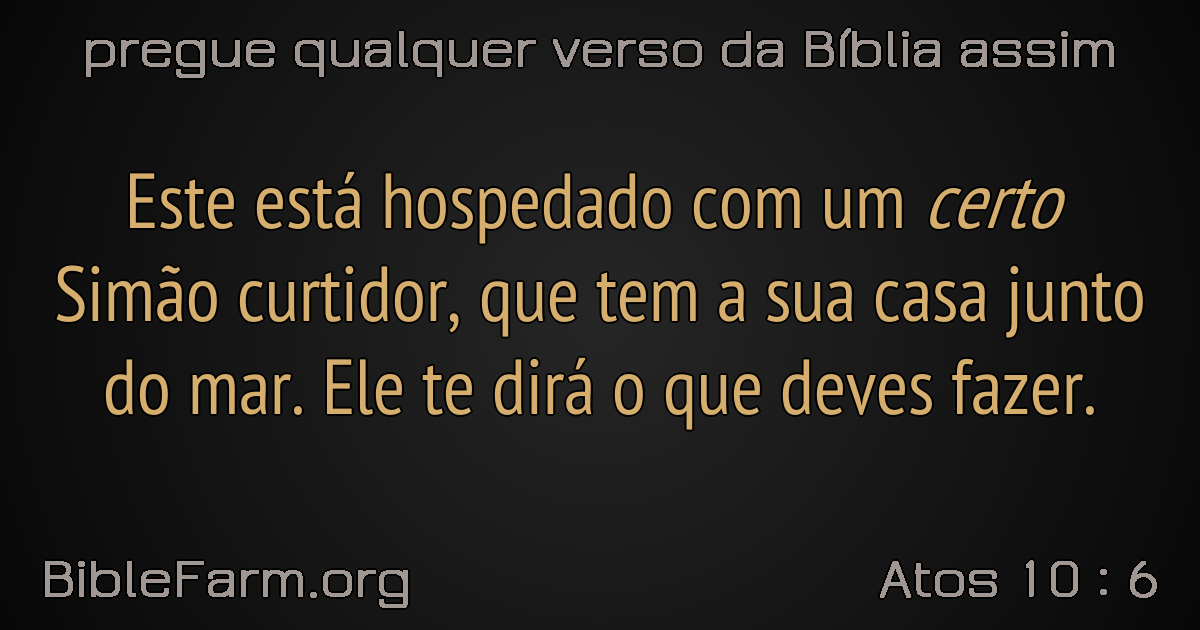 pregue qualquer verso da Bíblia assim
Este está hospedado com um certo
Simão curtidor, que tem a sua casa junto
do mar. Ele te dirá o que deves fazer.
BibleFarm.org
Atos 10 : 6